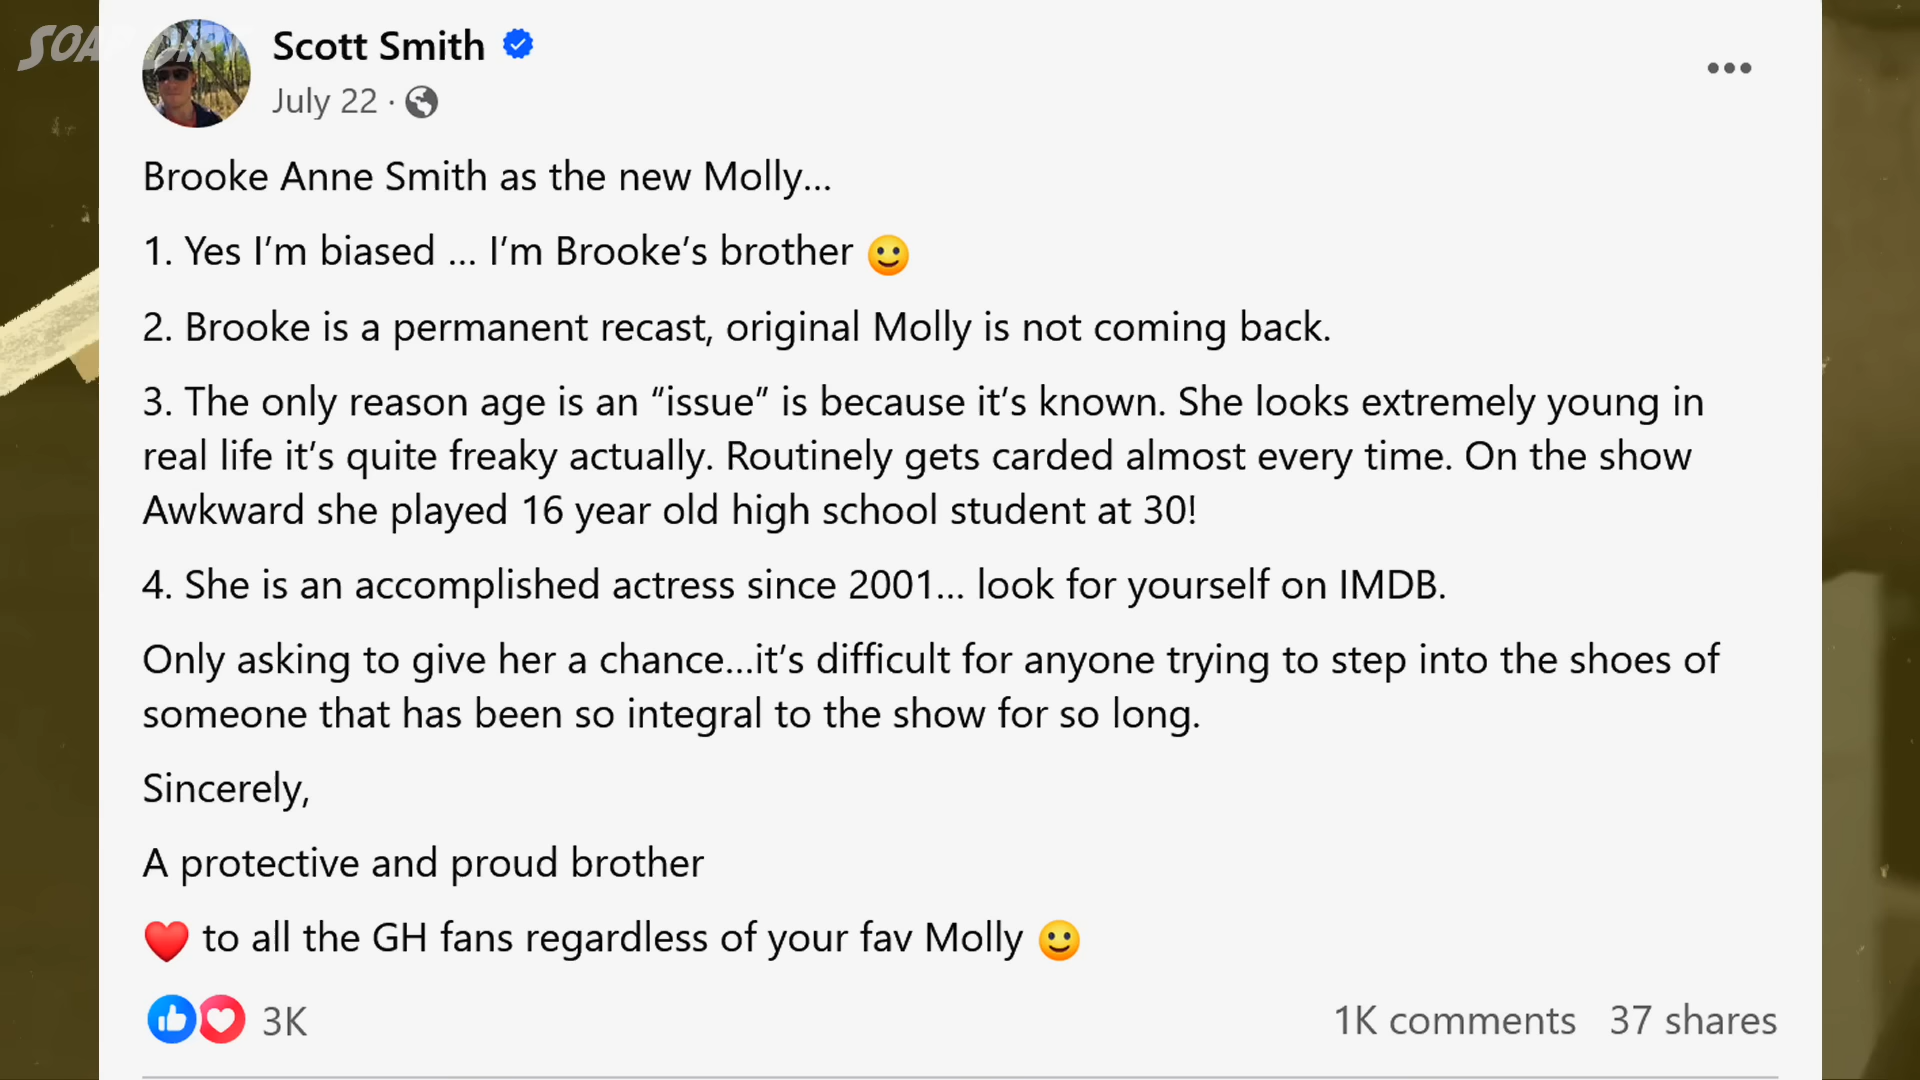 SOAP DIRT
Scott Smith
July 22 ·
Brooke Anne Smith as the new Molly...
1. Yes I’m biased ... I’m Brooke’s brother 🙂
2. Brooke is a permanent recast, original Molly is not coming back.
3. The only reason age is an “issue” is because it’s known. She looks extremely young in
real life it’s quite freaky actually. Routinely gets carded almost every time. On the show
Awkward she played 16 year old high school student at 30!
4. She is an accomplished actress since 2001... look for yourself on IMDB.
Only asking to give her a chance...it’s difficult for anyone trying to step into the shoes of
someone that has been so integral to the show for so long.
Sincerely,
A protective and proud brother
❤️ to all the GH fans regardless of your fav Molly 🙂
3K
1K comments 37 shares